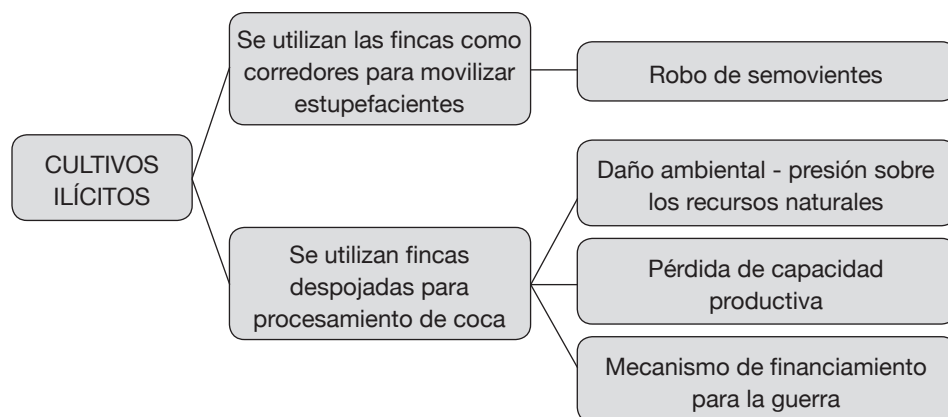 CULTIVOS
ILÍCITOS
Se utilizan las fincas como
corredores para movilizar
estupefacientes
Robo de semovientes
Se utilizan fincas
despojadas para
procesamiento de coca
Daño ambiental - presión sobre
los recursos naturales
Pérdida de capacidad
productiva
Mecanismo de financiamiento
para la guerra